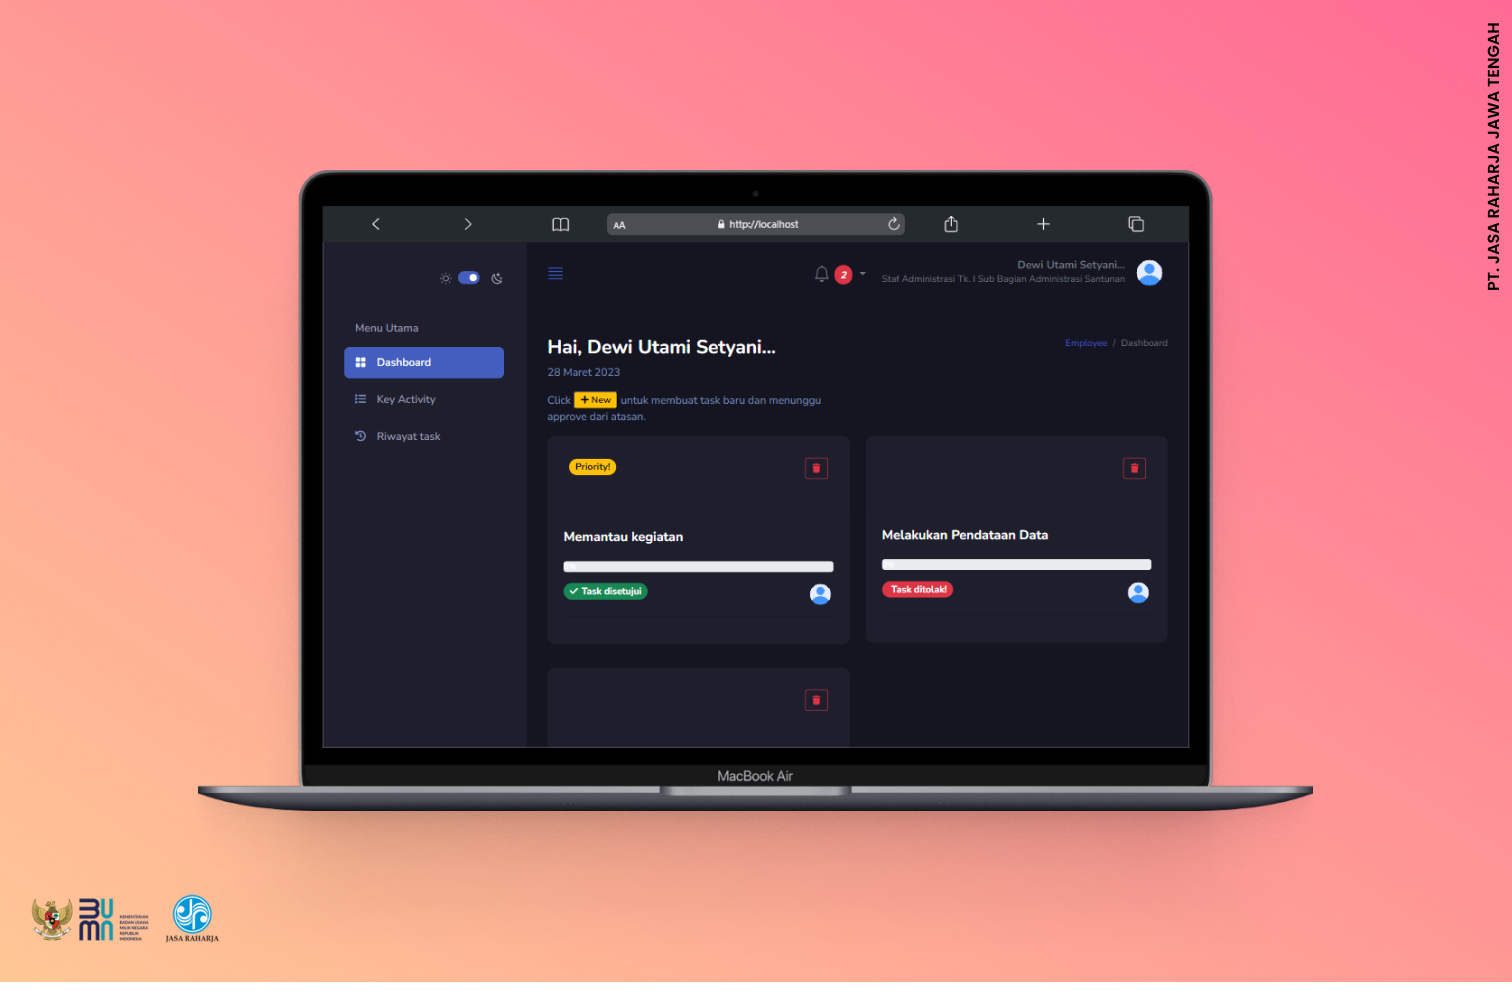 PT. JASA RAHARJA JAWA TENGAH
AA
http://localhost
2
Dewi Utami Setyani...
Staf Administrasi Tk. I Sub Bagian Administrasi Santunan
Menu Utama
Dashboard
Key Activity
Riwayat task
Hai, Dewi Utami Setyani...
Employee / Dashboard
28 Maret 2023
Click + New untuk membuat task baru dan menunggu
approve dari atasan.
Priority!
Memantau kegiatan
Task disetujui
Melakukan Pendataan Data
Task ditolak!
MacBook Air
BUMN
KEMENTERIAN
BADAN USAHA
MILIK NEGARA
REPUBLIK
INDONESIA
JASA RAHARJA